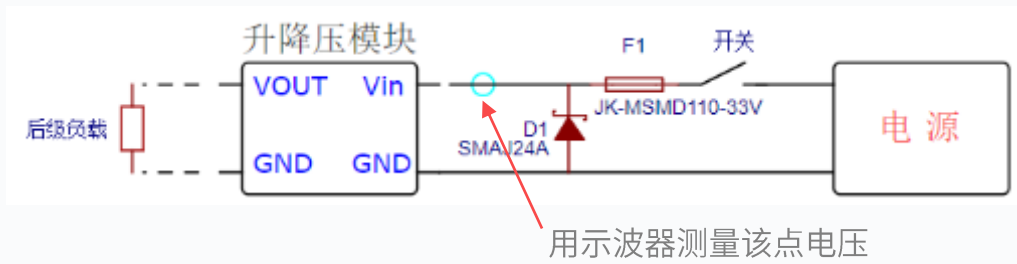 升降压模块
F1
开关
VOUT
Vin
JK-MSMD110-33V
后级负载
D1
SMAJ24A
电 源
GND
GND
用示波器测量该点电压